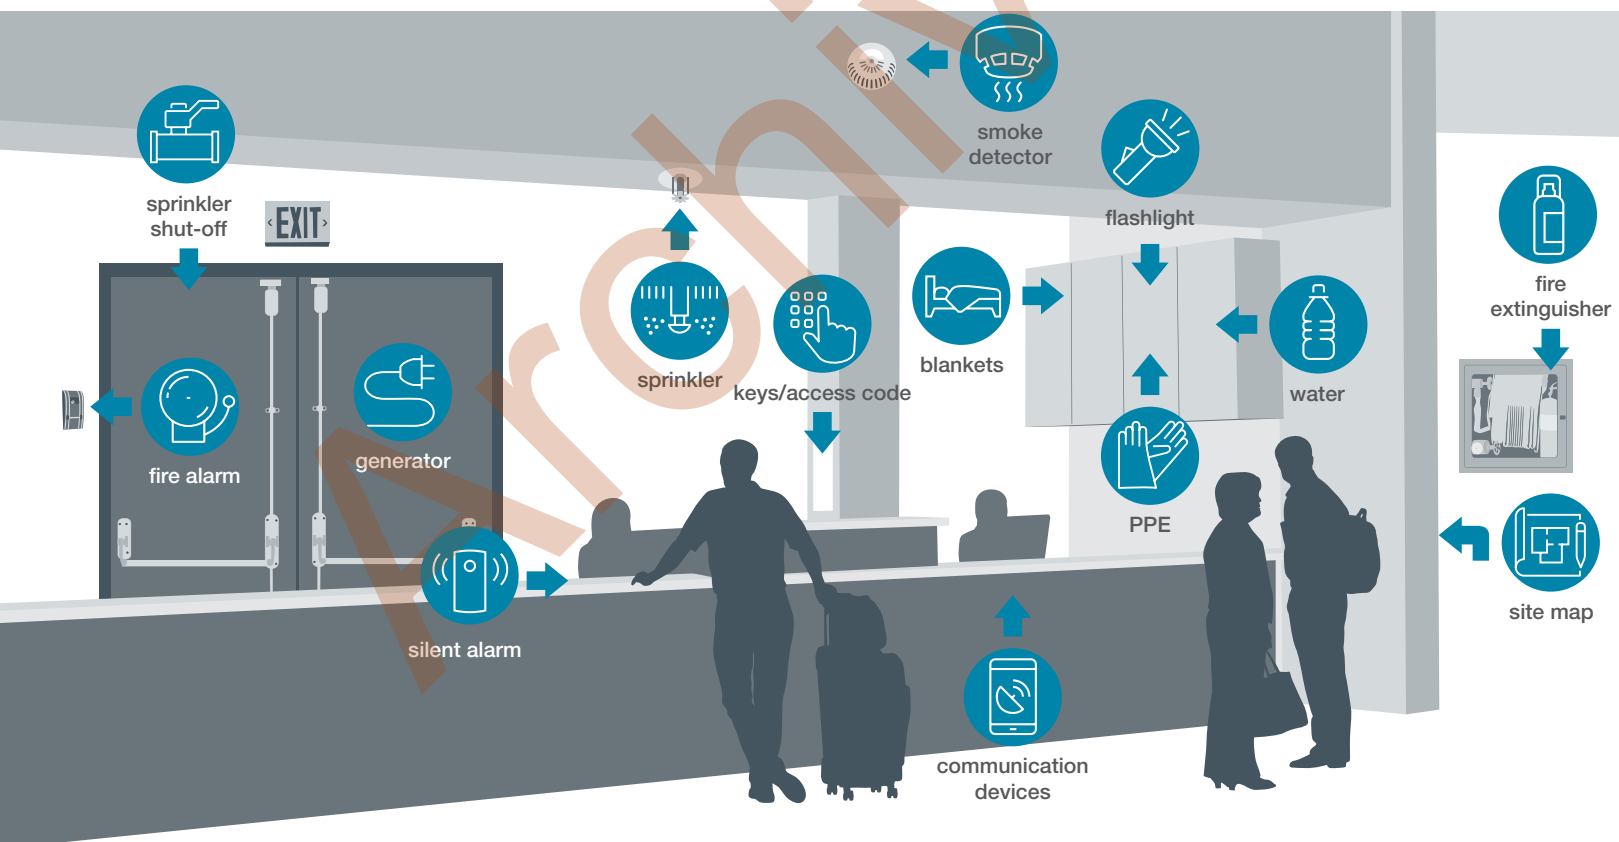 smoke
detector
sprinkler
shut-off
‹EXIT›
flashlight
fire
extinguisher
blankets
sprinkler
keys/access code
water
fire alarm
generator
PPE
site map
silent alarm
communication
devices